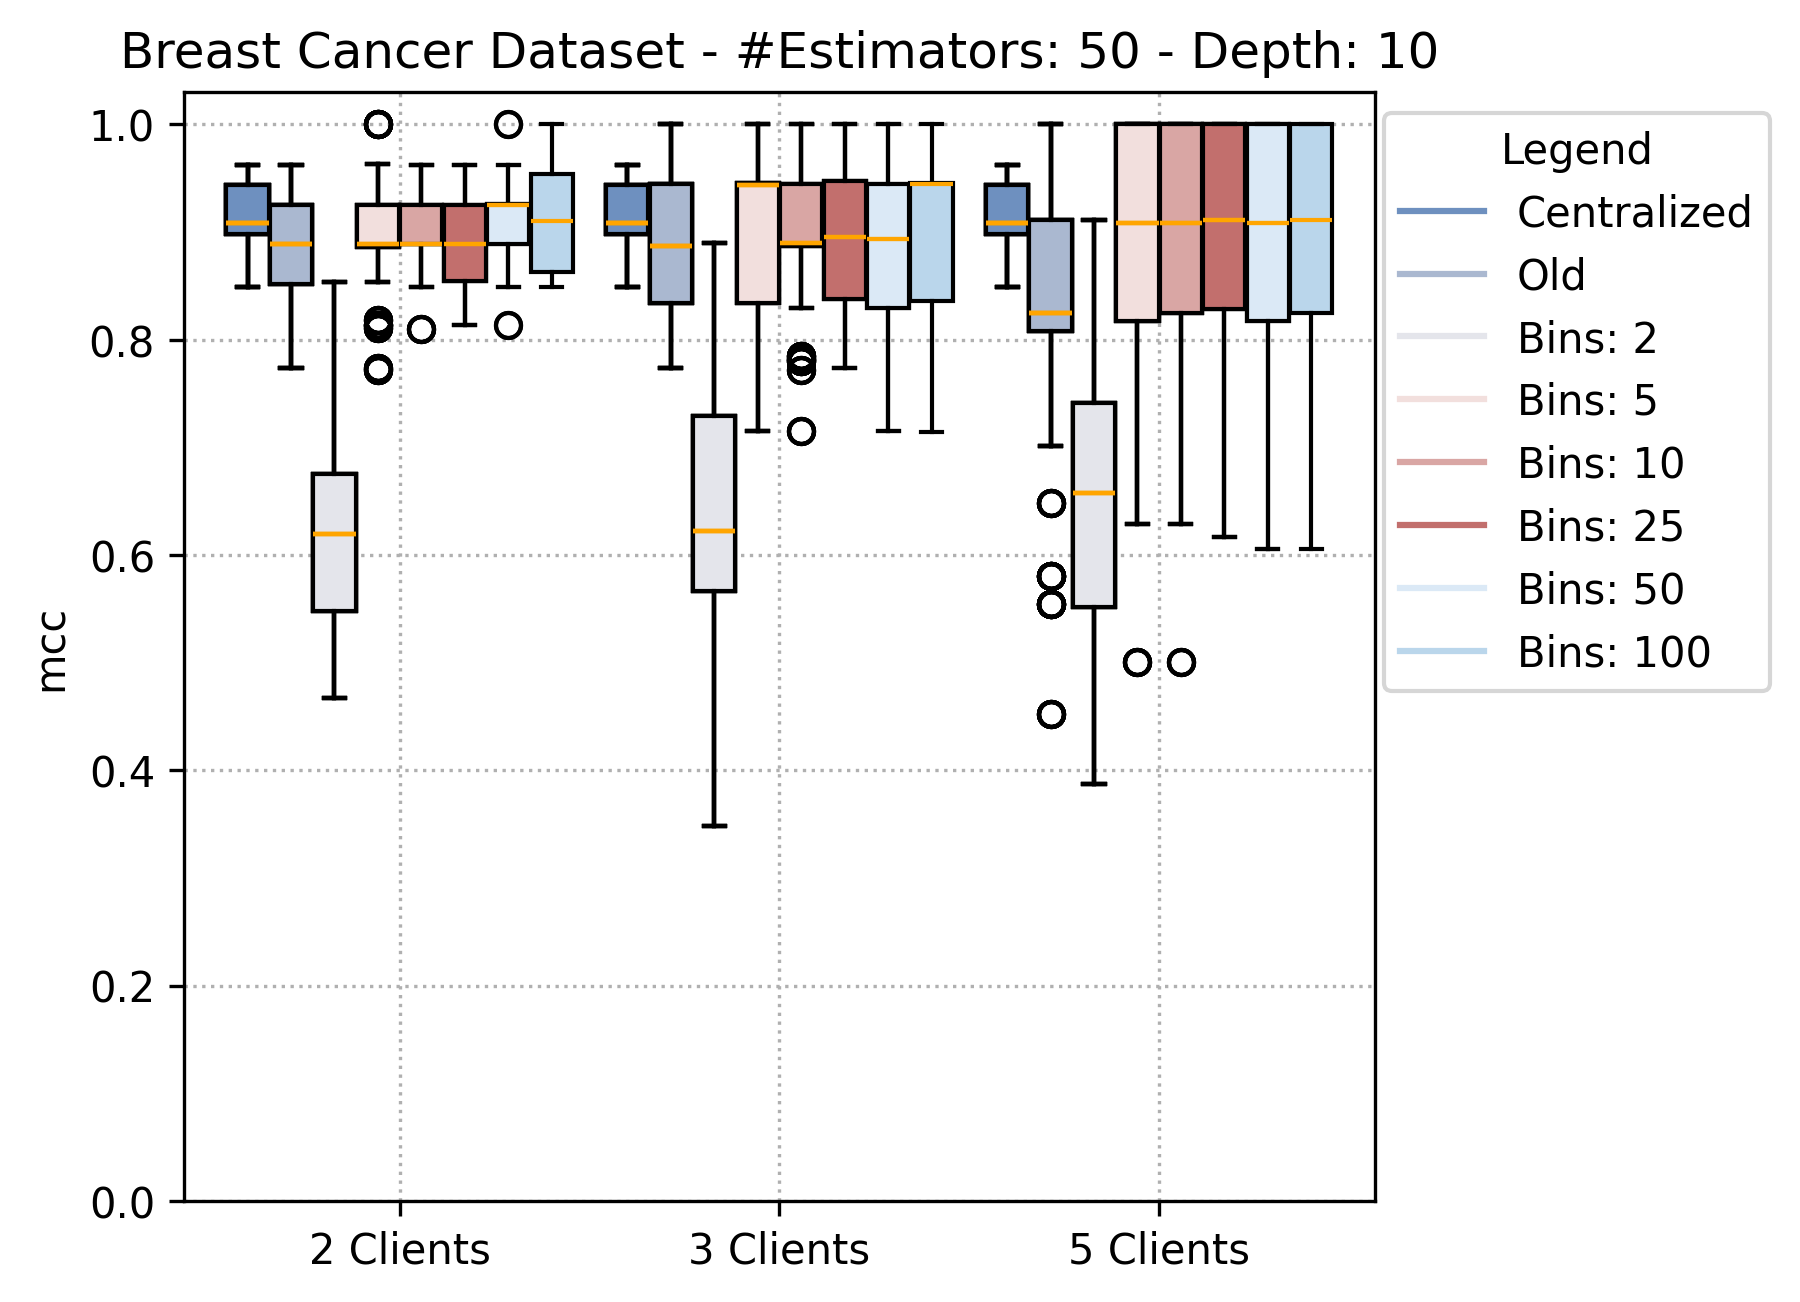 Breast Cancer Dataset - #Estimators: 50 - Depth: 10
1.0
0.8
0.6
0.4
0.2
0.0
mcc
2 Clients
3 Clients
5 Clients
Legend
Centralized
Old
Bins: 2
Bins: 5
Bins: 10
Bins: 25
Bins: 50
Bins: 100